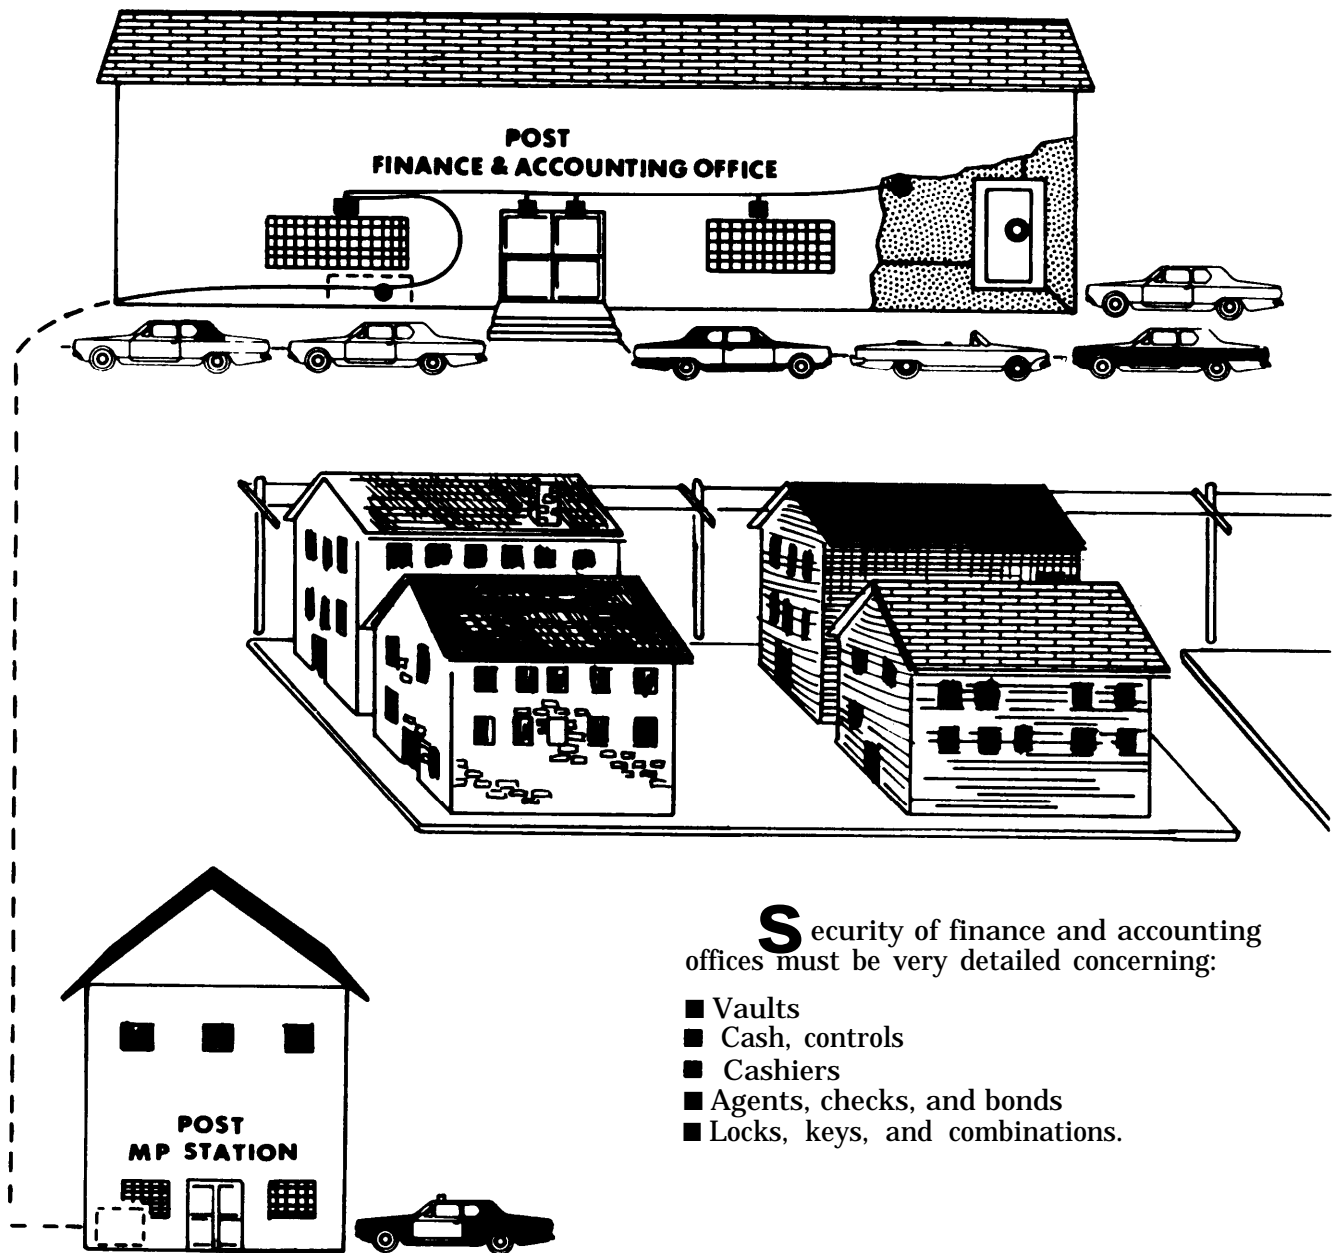 POST
FINANCE & ACCOUNTING OFFICE
Security of finance and accounting
offices must be very detailed concerning:
■ Vaults
■ Cash, controls
■ Cashiers
■ Agents, checks, and bonds
■ Locks, keys, and combinations.
POST
MP STATION